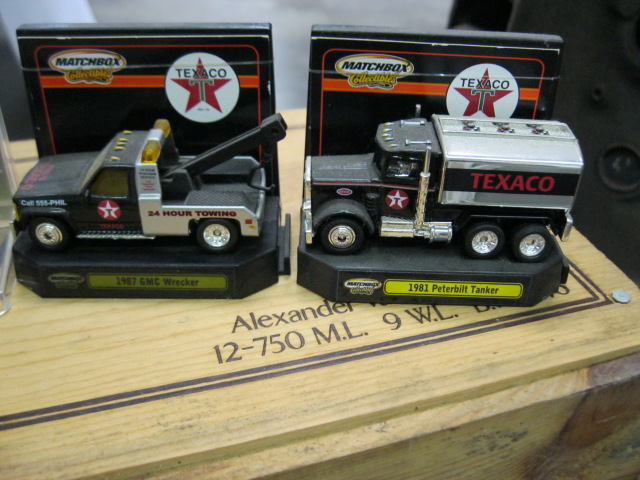 MATCHBOX
Collectibles
TEXACO
T
Call 555-PHIL
TEXACO
24 HOUR TOWING
1987 GMC Wrecker
MATCHBOX
Collectibles
TEXACO
T
T
TEXACO
1981 Peterbilt Tanker
Alexander
12-750 M.L. 9 W.L.